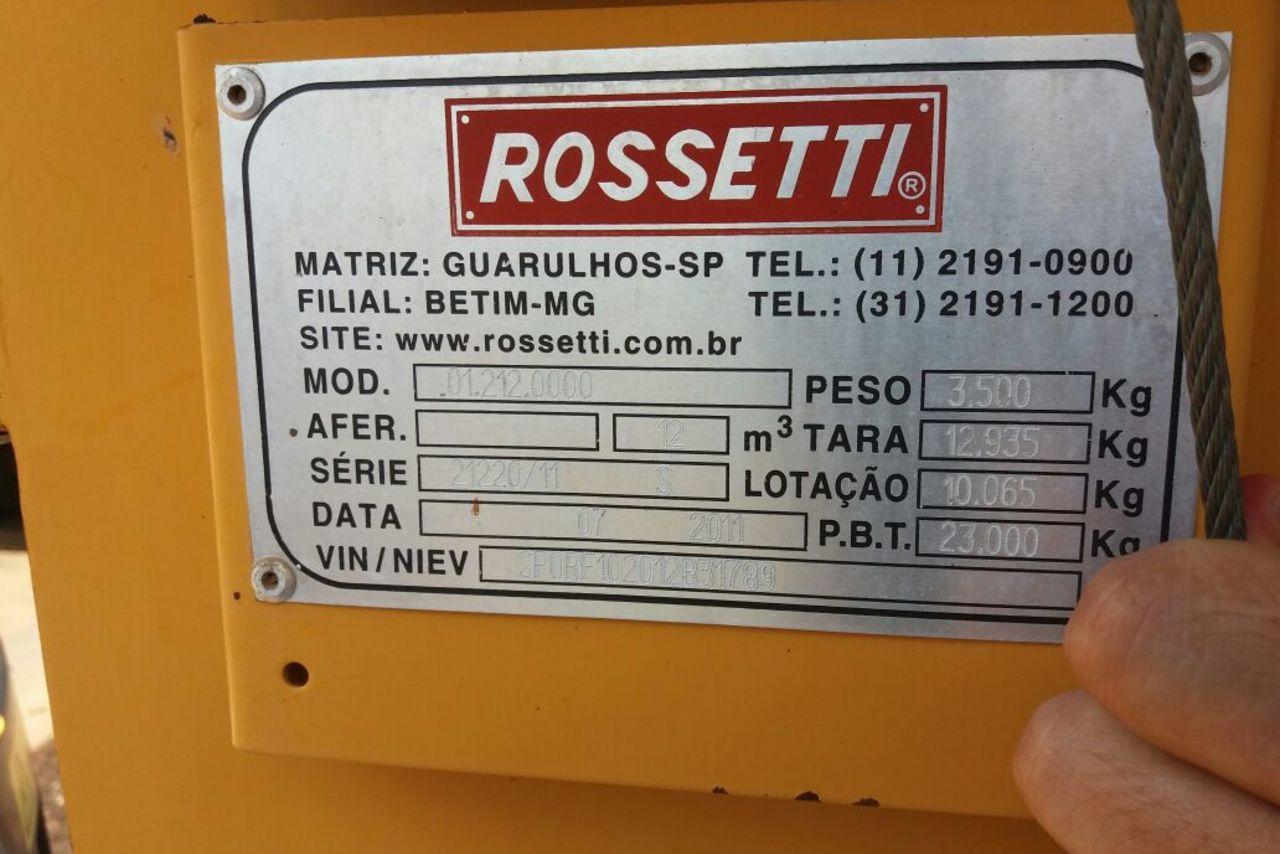 ROSSETTI®
MATRIZ: GUARULHOS-SP TEL.: (11) 2191-0900
FILIAL: BETIM-MG TEL.: (31) 2191-1200
SITE: www.rossetti.com.br
MOD. .01.212.0000 PESO 3.500 Kg
AFER. 12 m³ TARA 12.935 Kg
SÉRIE 21220/11 S LOTAÇÃO 10.065 Kg
DATA 07 2011 P.B.T. 23.000 Kg
VIN/NIEV